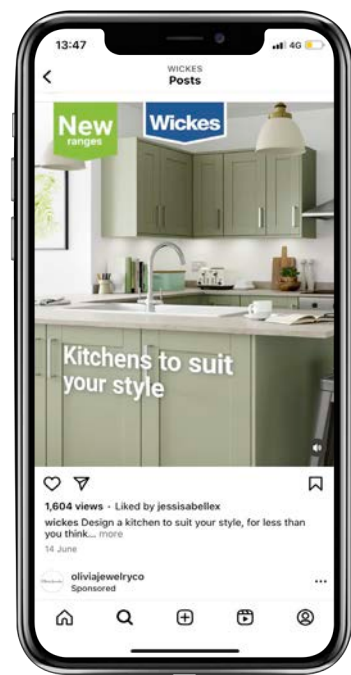 13:47
4G
WICKES
Posts
New
ranges
Wickes
Kitchens to suit
your style
1,604 views · Liked by jessisabellex
wickes Design a kitchen to suit your style, for less than
you think... more
14 June
oliviajewelryco
Sponsored